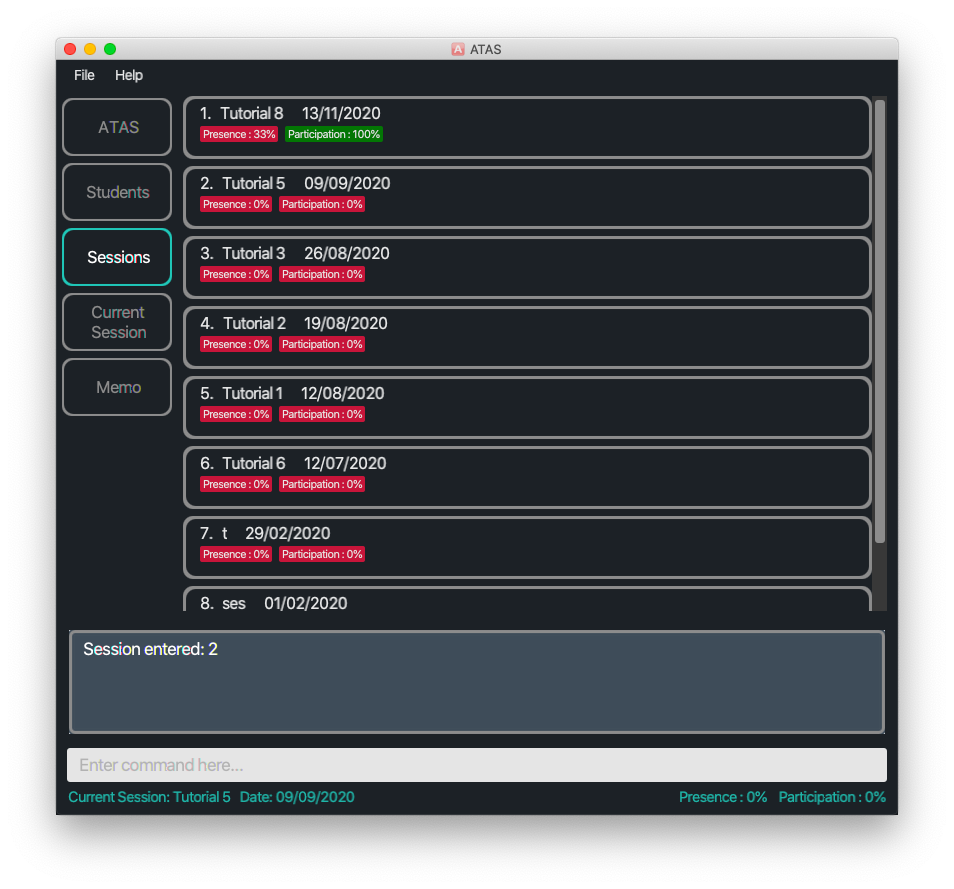 ATAS
File Help
ATAS
Students
Sessions
Current
Session
Memo
1. Tutorial 8 13/11/2020
Presence : 33% Participation : 100%
2. Tutorial 5 09/09/2020
Presence : 0% Participation : 0%
3. Tutorial 3 26/08/2020
Presence : 0% Participation : 0%
4. Tutorial 2 19/08/2020
Presence : 0% Participation : 0%
5. Tutorial 1 12/08/2020
Presence : 0% Participation : 0%
6. Tutorial 6 12/07/2020
Presence : 0% Participation : 0%
7. t 29/02/2020
Presence : 0% Participation : 0%
8. ses 01/02/2020
Session entered: 2
Enter command here...
Current Session: Tutorial 5 Date: 09/09/2020 Presence : 0% Participation : 0%